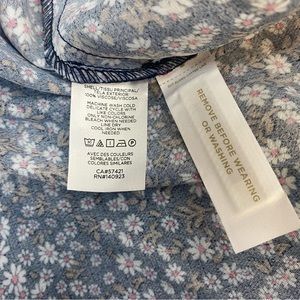 SHELL/TISSU PRINCIPAL/
TELA EXTERIOR
100% VISCOSE/VISCOSA
MACHINE WASH COLD
DELICATE CYCLE WITH
LIKE COLORS
ONLY NON-CHLORINE
BLEACH WHEN NEEDED
LINE DRY
COOL IRON WHEN
NEEDED
AVEC DES COULEURS
SEMBLABLES/CON
COLORES SIMILARES
CA#57421
RN#140923
REMOVE BEFORE WEARING
OR WASHING